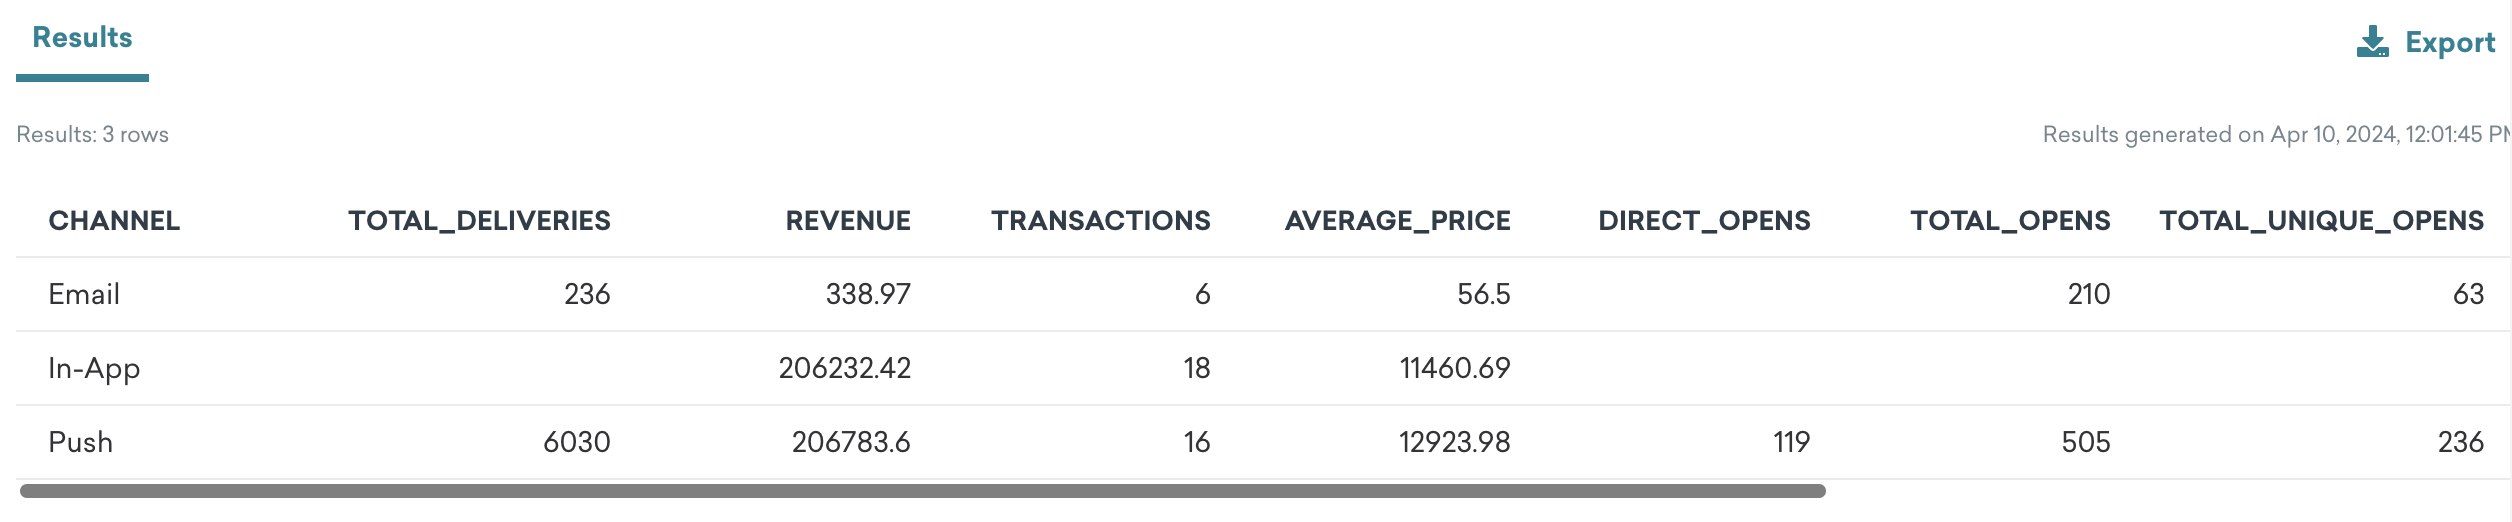 Results
Export
Results: 3 rows
Results generated on Apr 10, 2024, 12:01:45 PM
CHANNEL TOTAL_DELIVERIES REVENUE TRANSACTIONS AVERAGE_PRICE DIRECT_OPENS TOTAL_OPENS TOTAL_UNIQUE_OPENS
Email 236 338.97 6 56.5 210 63
In-App 206232.42 18 11460.69
Push 6030 206783.6 16 12923.98 119 505 236